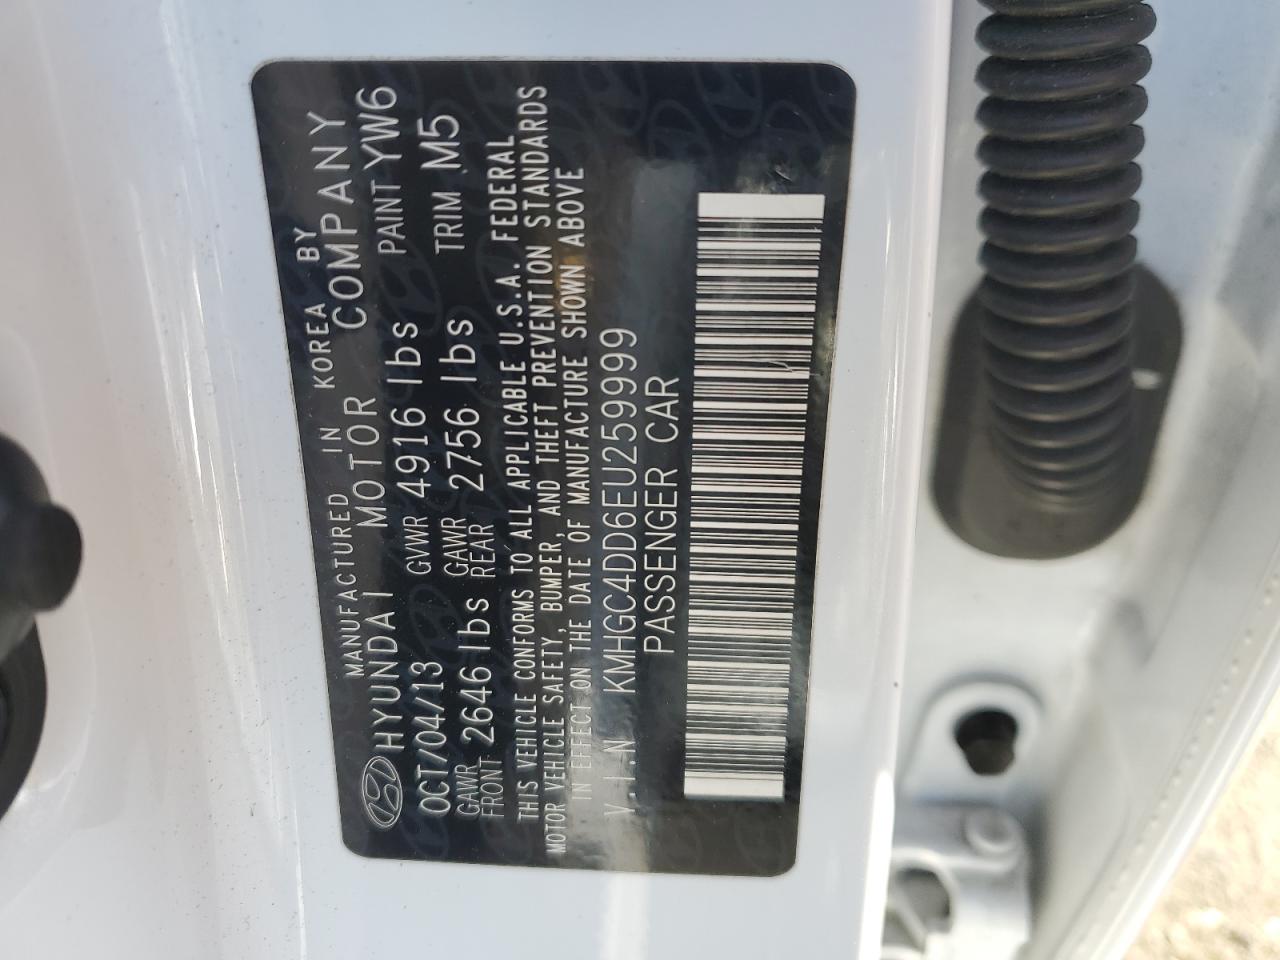 MANUFACTURED IN KOREA BY
HYUNDAI MOTOR COMPANY
OCT/04/13 GVWR 4916 lbs PAINT YW6
GAWR FRONT 2646 lbs GAWR REAR 2756 lbs TRIM M5
THIS VEHICLE CONFORMS TO ALL APPLICABLE U.S.A. FEDERAL
MOTOR VEHICLE SAFETY, BUMPER, AND THEFT PREVENTION STANDARDS
IN EFFECT ON THE DATE OF MANUFACTURE SHOWN ABOVE
V.I.N KMHGC4DD6EU259999
PASSENGER CAR